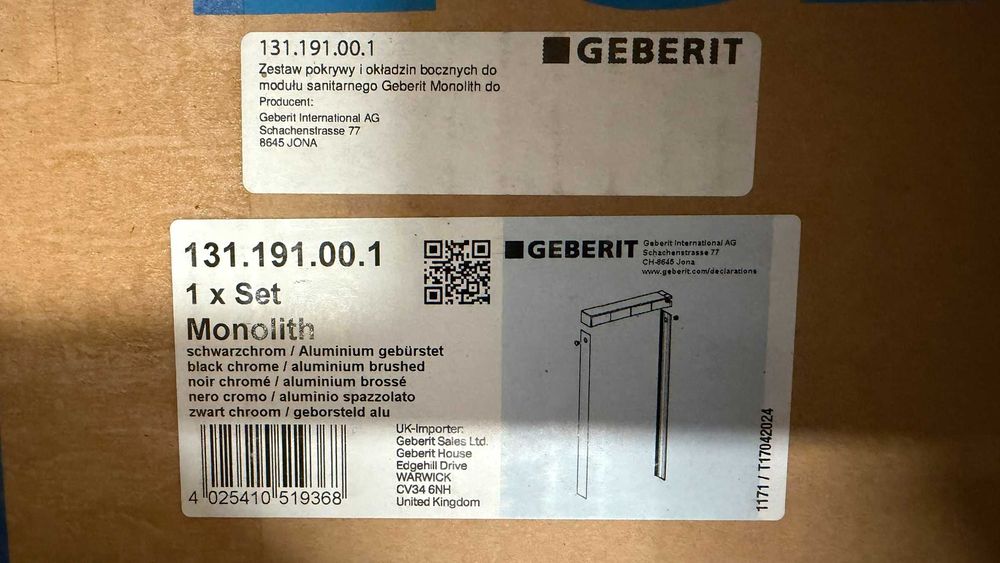 131.191.00.1
GEBERIT
Zestaw pokrywy i okładzin bocznych do
modułu sanitarnego Geberit Monolith do
Producent:
Geberit International AG
Schachenstrasse 77
8645 JONA
131.191.00.1
1 x Set
Monolith
schwarzchrom / Aluminium gebürstet
black chrome / aluminium brushed
noir chromé / aluminium brossé
nero cromo / aluminio spazzolato
zwart chroom / geborsteld alu
4 025410 519368
UK-Importer:
Geberit Sales Ltd.
Geberit House
Edgehill Drive
WARWICK
CV34 6NH
United Kingdom
GEBERIT
Geberit International AG
Schachenstrasse 77
CH-8645 Jona
www.geberit.com/declarations
1171 / T17042024